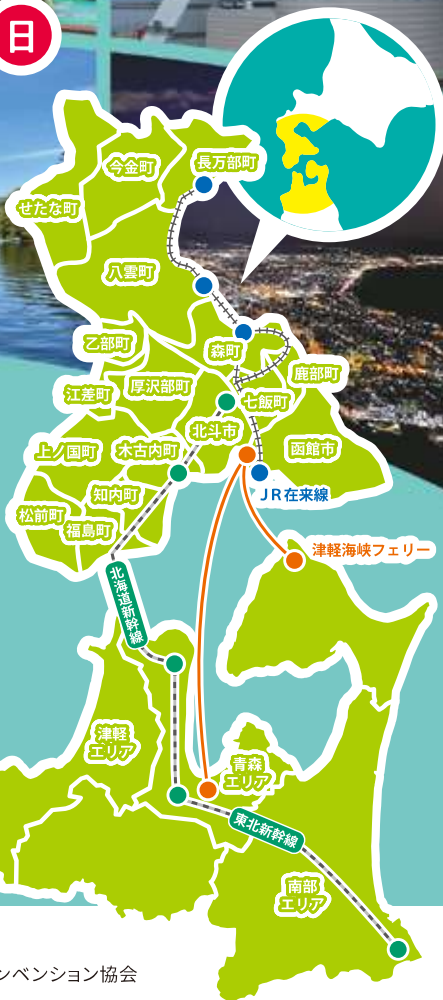 日
今金町
長万部町
せたな町
八雲町
乙部町
森町
鹿部町
江差町
厚沢部町
七飯町
北斗市
上ノ国町
木古内町
函館市
知内町
JR在来線
松前町
福島町
津軽海峡フェリー
北海道新幹線
津軽
エリア
青森
エリア
東北新幹線
南部
エリア
ンベンション協会